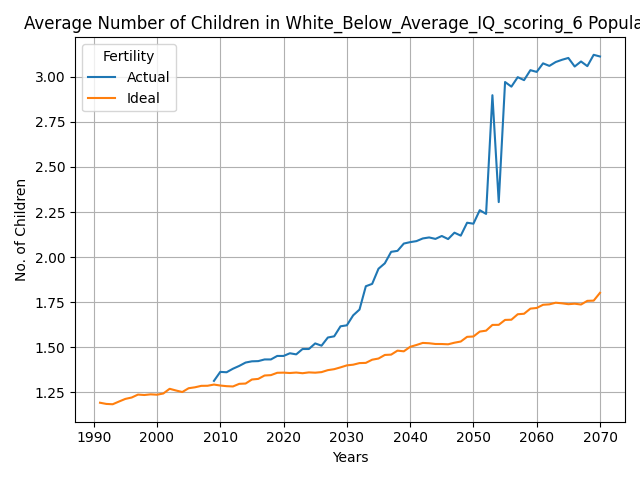 Average Number of Children in White_Below_Average_IQ_scoring_6 Popula
Fertility
Actual
Ideal
No. of Children
3.00
2.75
2.50
2.25
2.00
1.75
1.50
1.25
1990 2000 2010 2020 2030 2040 2050 2060 2070
Years